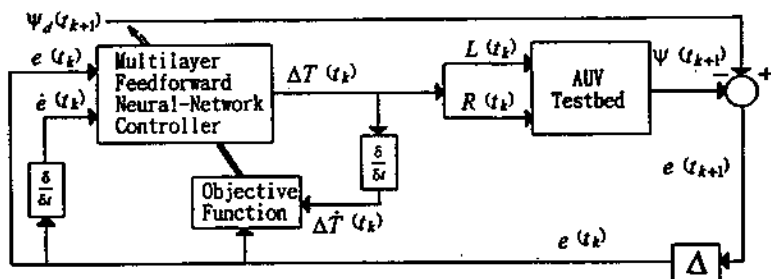 Ψ_d(t_{k+1})
e(t_k)
ė(t_k)
Multilayer
Feedforward
Neural-Network
Controller
ΔT(t_k)
L(t_k)
R(t_k)
AUV
Testbed
Ψ(t_{k+1})
−
+
δ/δt
δ/δt
Objective
Function
ΔṪ(t_k)
e(t_{k+1})
e(t_k)
Δ